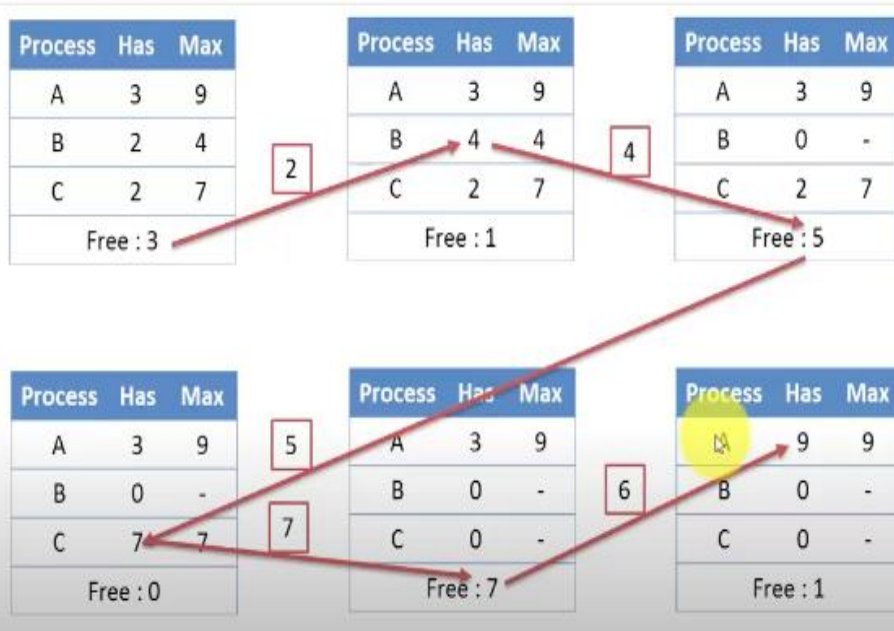 Process Has Max
A 3 9
B 2 4
C 2 7
Free : 3
2
Process Has Max
A 3 9
B 4 4
C 2 7
Free : 1
4
Process Has Max
A 3 9
B 0 -
C 2 7
Free : 5
Process Has Max
A 3 9
B 0 -
C 7 7
Free : 0
5
7
Process Has Max
A 3 9
B 0 -
C 0 -
Free : 7
6
Process Has Max
A 9 9
B 0 -
C 0 -
Free : 1